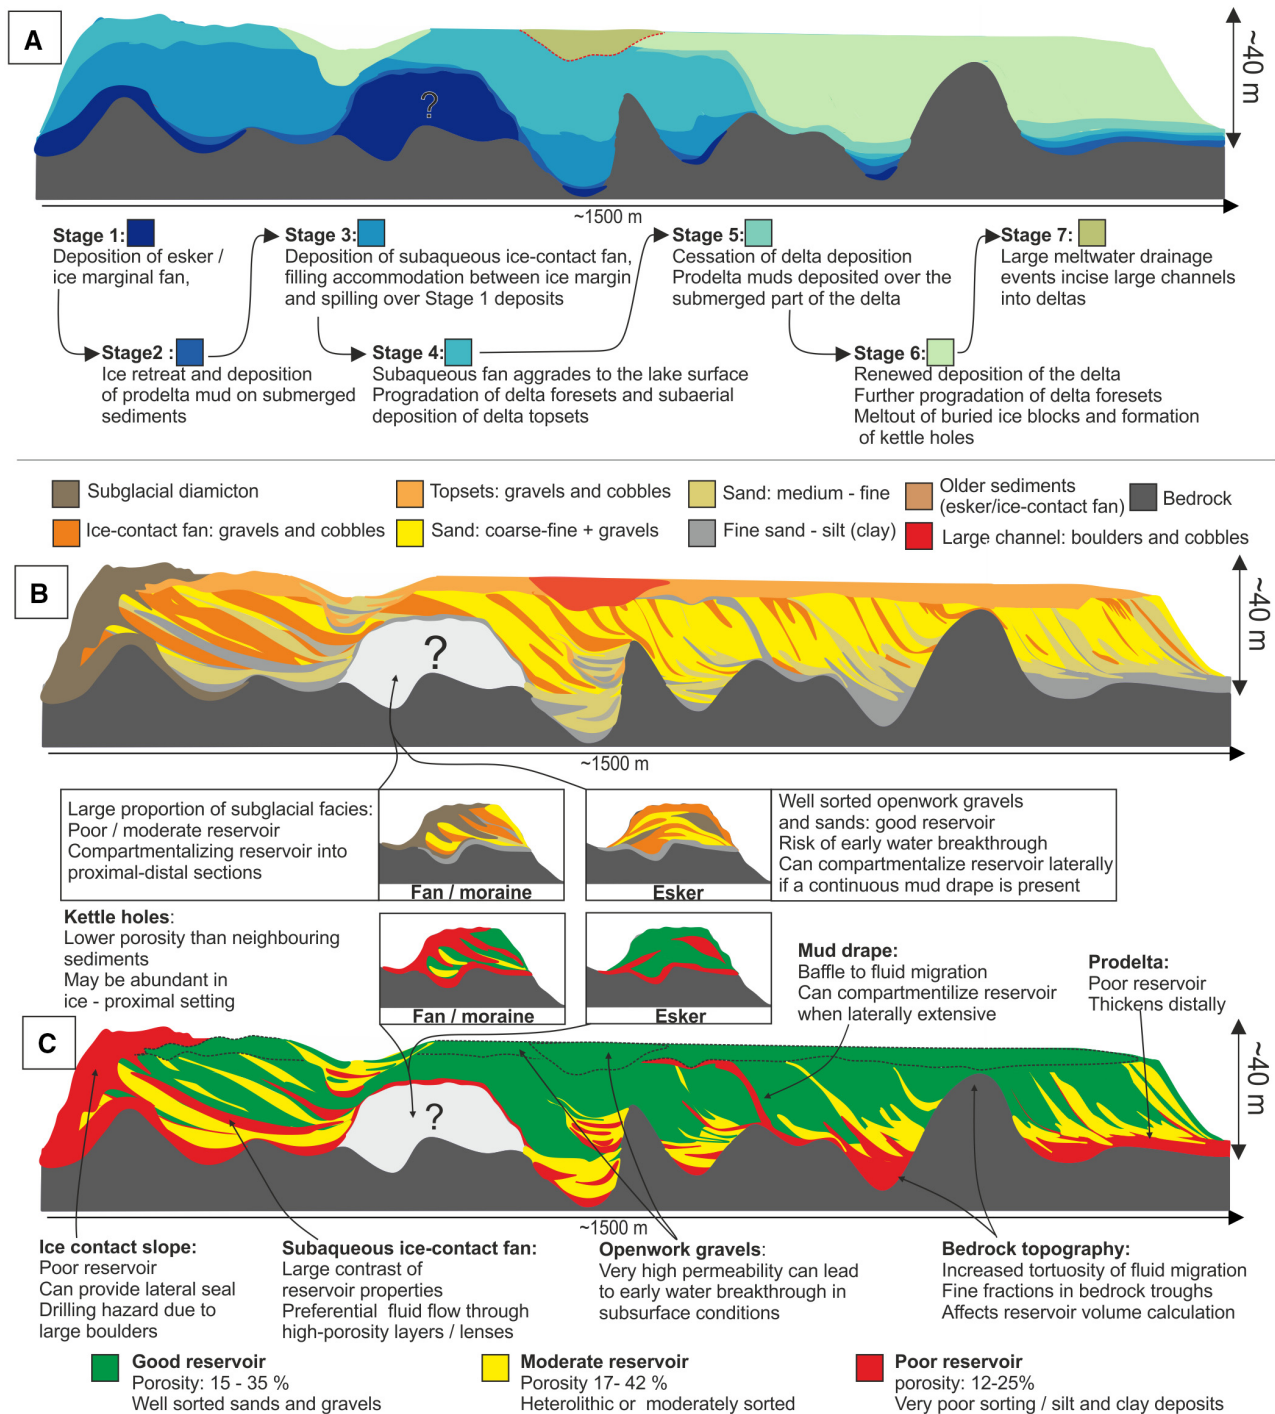 A
?
~40 m
~1500 m
Stage 1:
Deposition of esker /
ice marginal fan,
Stage2 :
Ice retreat and deposition
of prodelta mud on submerged
sediments
Stage 3:
Deposition of subaqueous ice-contact fan,
filling accommodation between ice margin
and spilling over Stage 1 deposits
Stage 4:
Subaqueous fan aggrades to the lake surface
Progradation of delta foresets and subaerial
deposition of delta topsets
Stage 5:
Cessation of delta deposition
Prodelta muds deposited over the
submerged part of the delta
Stage 6:
Renewed deposition of the delta
Further progradation of delta foresets
Meltout of buried ice blocks and formation
of kettle holes
Stage 7:
Large meltwater drainage
events incise large channels
into deltas
Subglacial diamicton
Topsets: gravels and cobbles
Sand: medium - fine
Older sediments
(esker/ice-contact fan)
Bedrock
Ice-contact fan: gravels and cobbles
Sand: coarse-fine + gravels
Fine sand - silt (clay)
Large channel: boulders and cobbles
B
?
~40 m
~1500 m
Large proportion of subglacial facies:
Poor / moderate reservoir
Compartmentalizing reservoir into
proximal-distal sections
Fan / moraine
Esker
Well sorted openwork gravels
and sands: good reservoir
Risk of early water breakthrough
Can compartmentalize reservoir laterally
if a continuous mud drape is present
Kettle holes:
Lower porosity than neighbouring
sediments
May be abundant in
ice - proximal setting
Fan / moraine
Esker
Mud drape:
Baffle to fluid migration
Can compartmentilize reservoir
when laterally extensive
Prodelta:
Poor reservoir
Thickens distally
C
?
~40 m
~1500 m
Ice contact slope:
Poor reservoir
Can provide lateral seal
Drilling hazard due to
large boulders
Subaqueous ice-contact fan:
Large contrast of
reservoir properties
Preferential fluid flow through
high-porosity layers / lenses
Openwork gravels:
Very high permeability can lead
to early water breakthrough in
subsurface conditions
Bedrock topography:
Increased tortuosity of fluid migration
Fine fractions in bedrock troughs
Affects reservoir volume calculation
Good reservoir
Porosity: 15 - 35 %
Well sorted sands and gravels
Moderate reservoir
Porosity 17- 42 %
Heterolithic or moderately sorted
Poor reservoir
porosity: 12-25%
Very poor sorting / silt and clay deposits